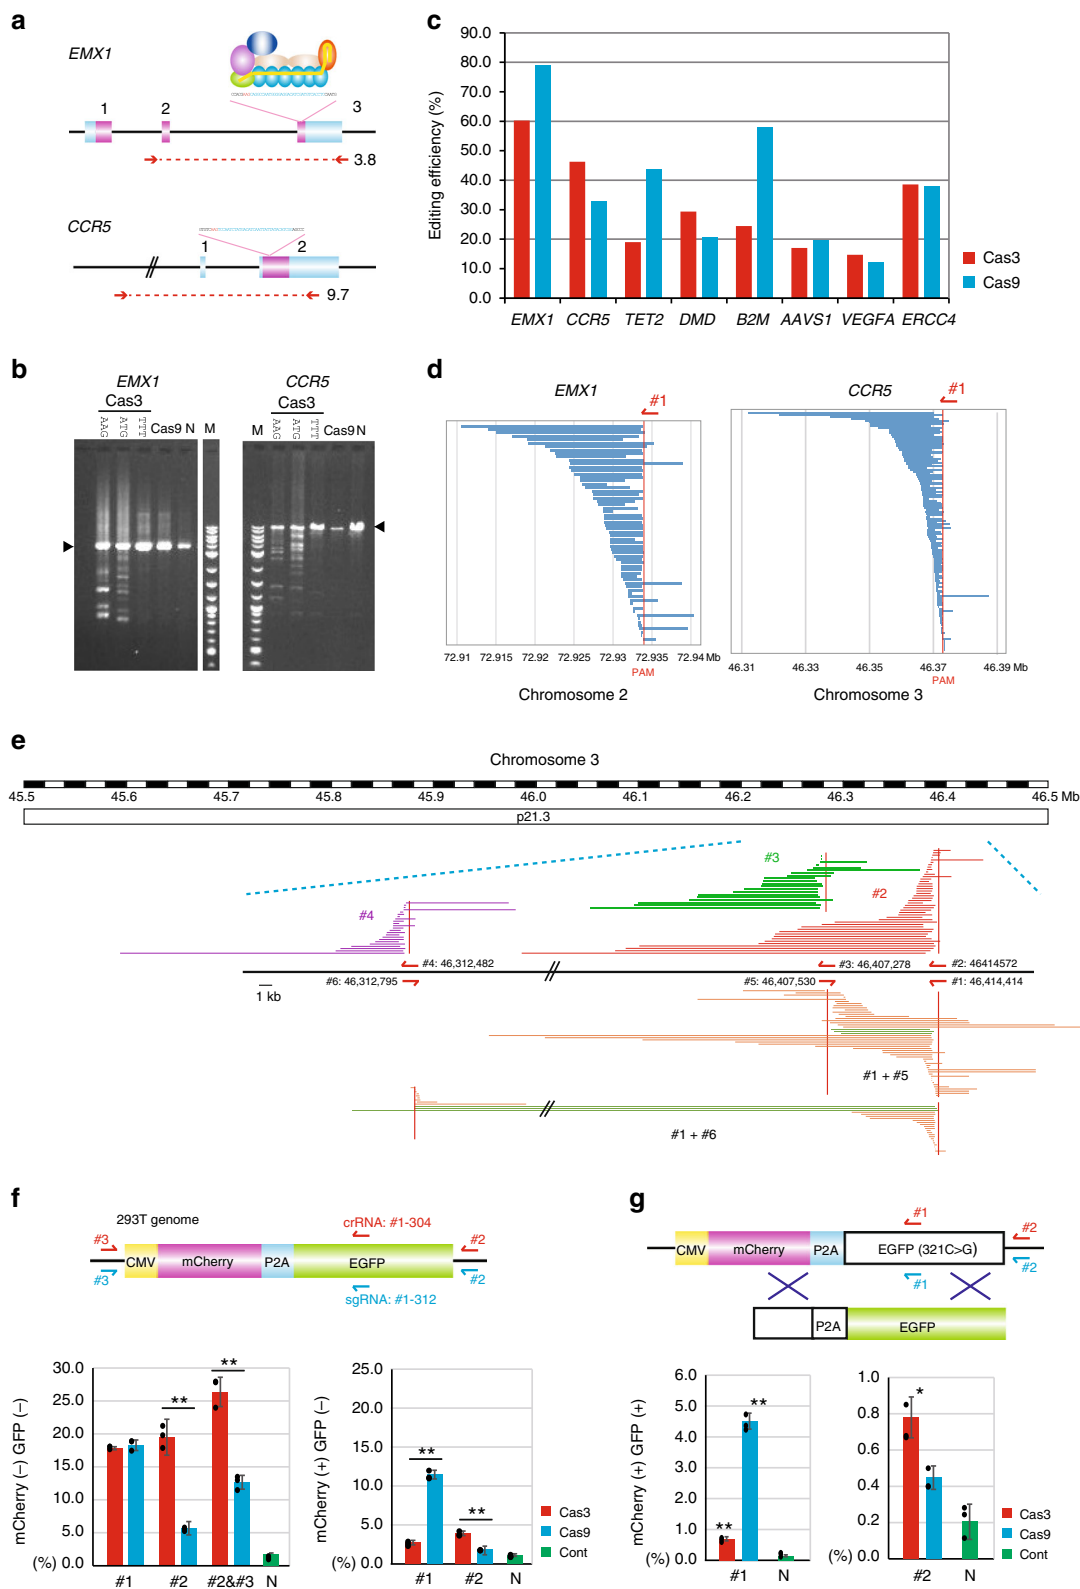 a
EMX1
1
2
3
3.8
CCR5
1
2
9.7
b
EMX1
Cas3
AAG
ATG
TTT
Cas9 N
M
CCR5
Cas3
M
AAG
ATG
TTT
Cas9 N
c
Editing efficiency (%)
90.0
80.0
70.0
60.0
50.0
40.0
30.0
20.0
10.0
0.0
EMX1 CCR5 TET2 DMD B2M AAVS1 VEGFA ERCC4
Cas3
Cas9
d
EMX1
#1
72.91 72.915 72.92 72.925 72.93 72.935 72.94 Mb
PAM
Chromosome 2
CCR5
#1
46.31 46.33 46.35 46.37 46.39 Mb
PAM
Chromosome 3
e
Chromosome 3
45.5 45.6 45.7 45.8 45.9 46.0 46.1 46.2 46.3 46.4 46.5 Mb
p21.3
#3
#2
#4
#4: 46,312,482
#3: 46,407,278
#2: 46414572
#6: 46,312,795
#5: 46,407,530
#1: 46,414,414
1 kb
#1 + #5
#1 + #6
f
293T genome
crRNA: #1-304
#3
#2
CMV mCherry P2A EGFP
#3
#2
sgRNA: #1-312
mCherry (–) GFP (–)
30.0
25.0
20.0
15.0
10.0
5.0
0.0
(%)
**
**
#1 #2 #2&#3 N
mCherry (+) GFP (–)
25.0
20.0
15.0
10.0
5.0
0.0
(%)
**
**
#1 #2 N
Cas3
Cas9
Cont
g
#1
#2
CMV mCherry P2A EGFP (321C>G)
#1
#2
P2A EGFP
mCherry (+) GFP (+)
6.0
5.0
4.0
3.0
2.0
1.0
0.0
(%)
**
**
#1 N
1.0
0.8
0.6
0.4
0.2
0.0
*
#2 N
Cas3
Cas9
Cont